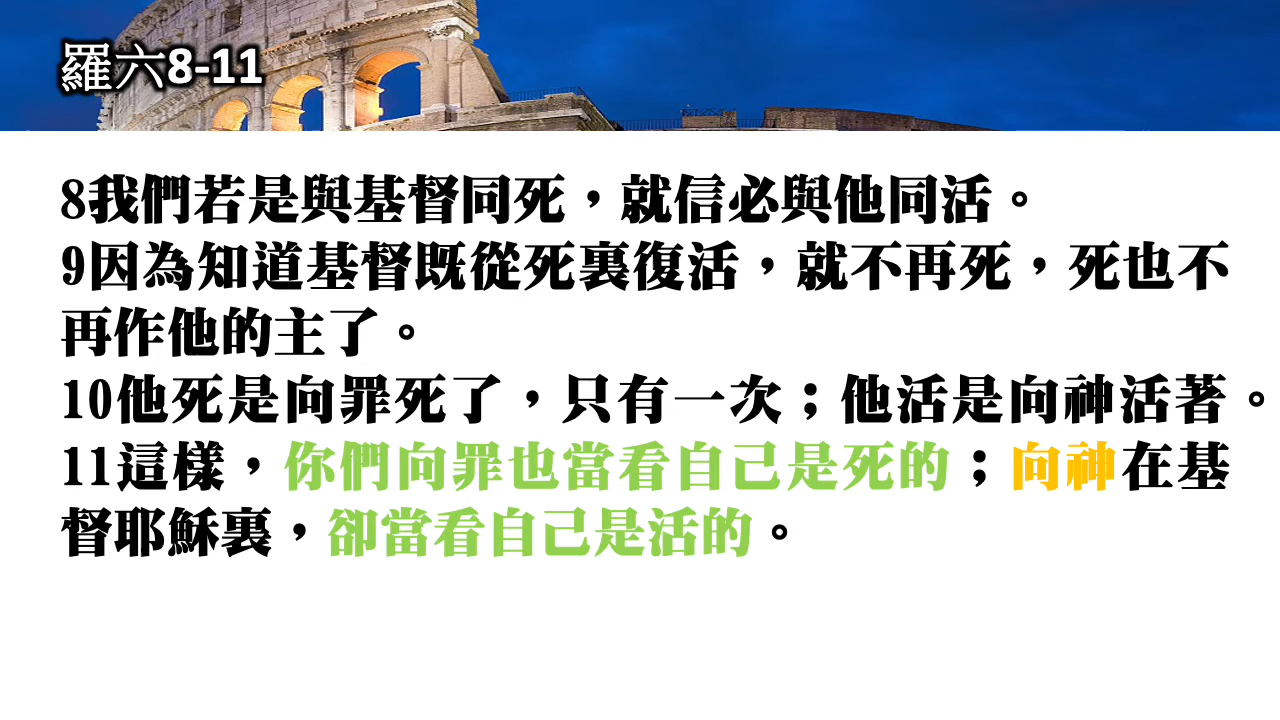 羅六8-11
8我們若是與基督同死，就信必與他同活。
9因為知道基督既從死裏復活，就不再死，死也不
再作他的主了。
10他死是向罪死了，只有一次；他活是向神活著。
11這樣，你們向罪也當看自己是死的；向神在基
督耶穌裏，卻當看自己是活的。